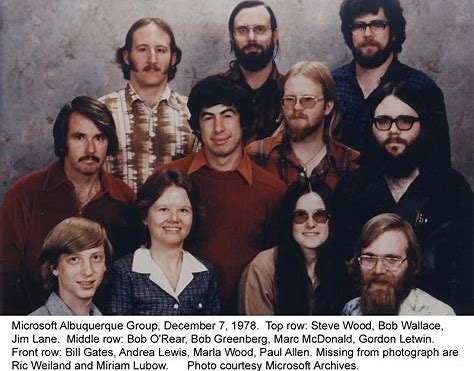 Microsoft Albuquerque Group, December 7, 1978. Top row: Steve Wood, Bob Wallace,
Jim Lane. Middle row: Bob O'Rear, Bob Greenberg, Marc McDonald, Gordon Letwin.
Front row: Bill Gates, Andrea Lewis, Marla Wood, Paul Allen. Missing from photograph are
Ric Weiland and Miriam Lubow. Photo courtesy Microsoft Archives.